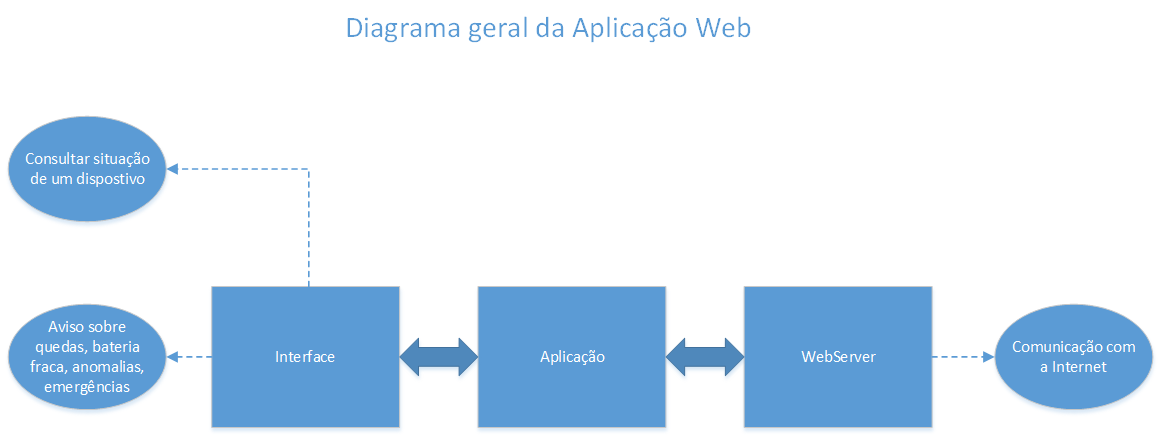 Diagrama geral da Aplicação Web
Consultar situação
de um dispostivo
Aviso sobre
quedas, bateria
fraca, anomalias,
emergências
Interface
Aplicação
WebServer
Comunicação com
a Internet